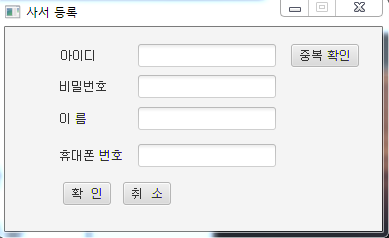 사서 등록
아이디 중복 확인
비밀번호
이 름
휴대폰 번호
확 인 취 소